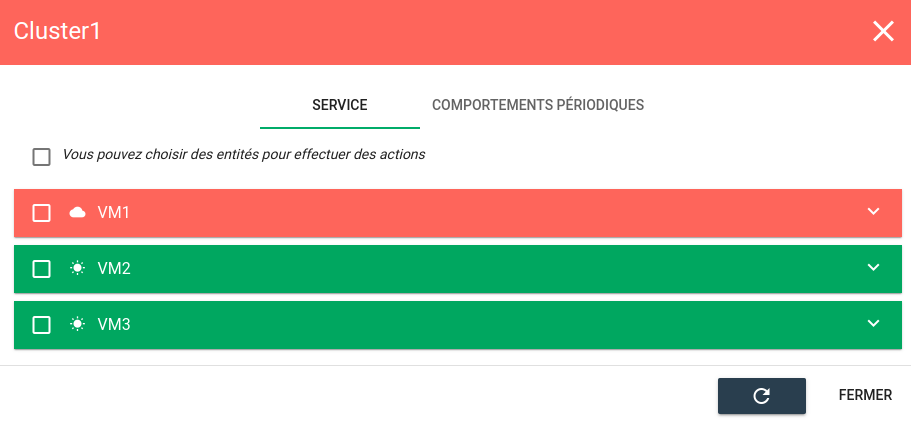 Cluster1
SERVICE
COMPORTEMENTS PÉRIODIQUES
Vous pouvez choisir des entités pour effectuer des actions
VM1
VM2
VM3
FERMER